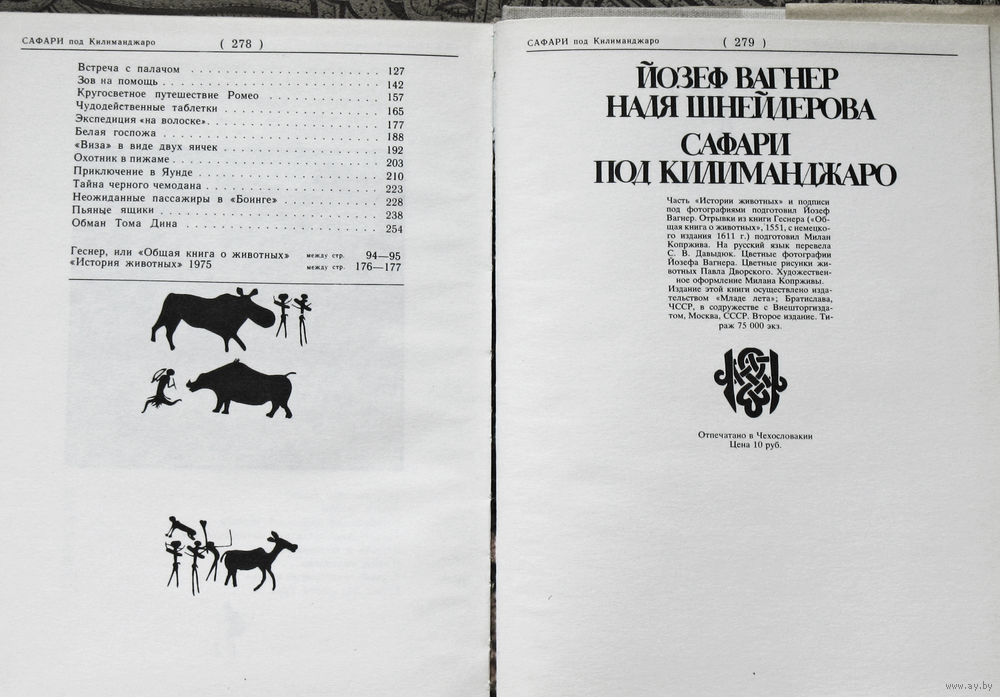 САФАРИ под Килиманджаро ( 278 )
Встреча с палачом . . . . . . . . . . . . . . . . . . . . 127
Зов на помощь . . . . . . . . . . . . . . . . . . . . . . 142
Кругосветное путешествие Ромео . . . . . . . . . . . . 157
Чудодейственные таблетки . . . . . . . . . . . . . . . . 165
Экспедиция «на волоске». . . . . . . . . . . . . . . . . 177
Белая госпожа . . . . . . . . . . . . . . . . . . . . . . 188
«Виза» в виде двух яичек . . . . . . . . . . . . . . . . 192
Охотник в пижаме . . . . . . . . . . . . . . . . . . . . 203
Приключение в Яунде . . . . . . . . . . . . . . . . . . 210
Тайна черного чемодана . . . . . . . . . . . . . . . . . 223
Неожиданные пассажиры в «Боинге» . . . . . . . . . . 228
Пьяные ящики . . . . . . . . . . . . . . . . . . . . . . 238
Обман Тома Дина . . . . . . . . . . . . . . . . . . . . 254
Геснер, или «Общая книга о животных» между стр. 94—95
«История животных» 1975 между стр. 176—177
САФАРИ под Килиманджаро ( 279 )
ЙОЗЕФ ВАГНЕР
НАДЯ ШНЕЙДЕРОВА
САФАРИ
ПОД КИЛИМАНДЖАРО
Часть «Истории животных» и подписи
под фотографиями подготовил Йозеф
Вагнер. Отрывки из книги Геснера («Об-
щая книга о животных», 1551, с немецко-
го издания 1611 г.) подготовил Милан
Копржива. На русский язык перевела
С. В. Давыдюк. Цветные фотографии
Йозефа Вагнера. Цветные рисунки жи-
вотных Павла Дворского. Художествен-
ное оформление Милана Копрживы.
Издание этой книги осуществлено изда-
тельством «Младе лета»; Братислава,
ЧССР, в содружестве с Внешторгизда-
том, Москва, СССР. Второе издание. Ти-
раж 75 000 экз.
Отпечатано в Чехословакии
Цена 10 руб.
www.ay.by